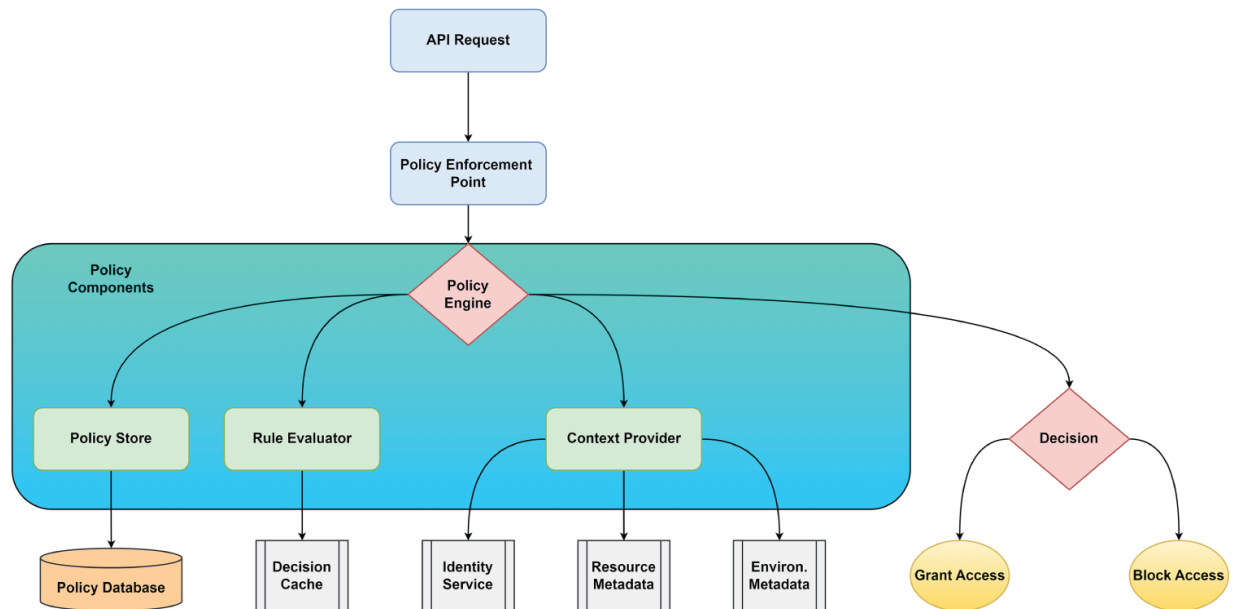 API Request
Policy Enforcement
Point
Policy
Components
Policy
Engine
Policy Store
Rule Evaluator
Context Provider
Decision
Policy Database
Decision
Cache
Identity
Service
Resource
Metadata
Environ.
Metadata
Grant Access
Block Access